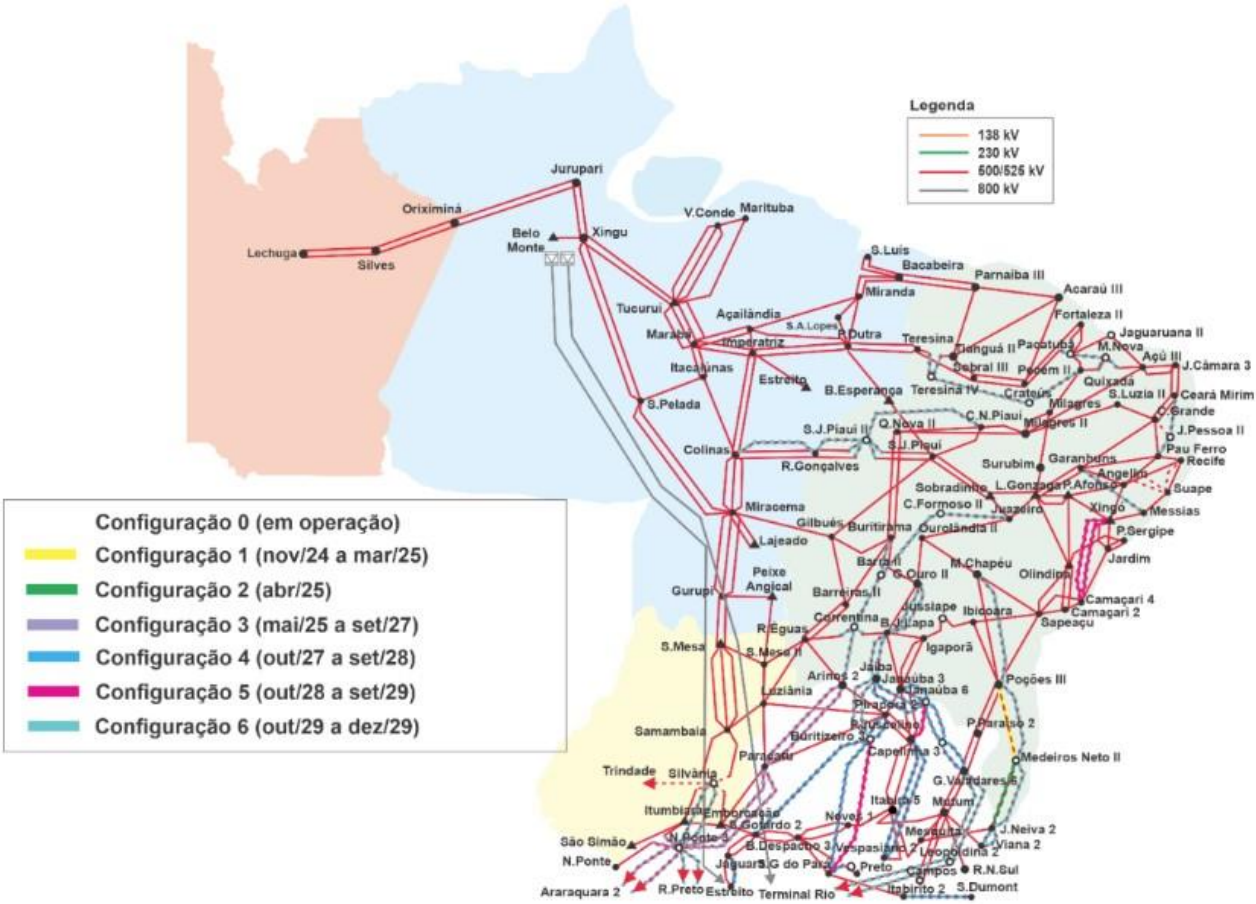 Legenda
138 kV
230 kV
500/525 kV
800 kV
Jurupari
Oriximiná
Lechuga
Silves
Belo
Monte
Xingu
V.Conde
Marituba
Tucurui
S.Luis
Bacabeira
Parnaiba III
Acaraú III
Miranda
Fortaleza II
Açailândia
S.A.Lopes
P.Dutra
Teresina
Jaguaruana II
Pacatuba
M.Nova
Marabá
Imperatriz
Tianguá II
Sobral III
Pecém II
Açú III
J.Câmara 3
Itacaiúnas
Estreito
Teresina IV
Crateús
Quixada
B.Esperança
S.Luzia II
Ceará Mirim
S.Pelada
Milagres
C.Grande
C.N.Piaui
Q.Nova II
Milagres II
J.Pessoa II
S.J.Piaui II
S.J.Piaui
Colinas
R.Gonçalves
Surubim
Garanhuns
Pau Ferro
Recife
Angelim
Sobradinho
L.Gonzaga
P.Afonso
Suape
C.Formoso II
Juazeiro
Xingó
Messias
Miracema
Gilbués
Buritirama
Ourolândia II
P.Sergipe
Lajeado
Barra II
M.Chapéu
Jardim
Peixe
Angical
G.Ouro II
Olindina
Gurupi
Barreiras II
Jussiape
Ibicoara
Camaçari 4
Camaçari 2
Sapeaçu
Correntina
R.Éguas
B.J.Lapa
Igaporã
S.Mesa
S.Mesa II
Arinos 2
Jaíba
Janaúba 3
Janaúba 6
Poções III
Luziânia
Pirapora 2
P.Paraiso 2
Samambaia
Buritizeiro 3
Capelinha 3
Medeiros Neto II
Paracatu
Trindade
Silvânia
G.Valadares 6
Itumbiara
Emborcação
S.Gotardo 2
Neves 1
Itabira 5
Mutum
São Simão
N.Ponte 3
B.Despacho 3
Mesquita
J.Neiva 2
N.Ponte
Vespasiano 2
Leopoldina 2
Viana 2
Jaguara
S.G do Pará
Preto
Campos
R.N.Sul
Araraquara 2
R.Preto
Estreito
Terminal Rio
Itabirito 2
S.Dumont
Configuração 0 (em operação)
Configuração 1 (nov/24 a mar/25)
Configuração 2 (abr/25)
Configuração 3 (mai/25 a set/27)
Configuração 4 (out/27 a set/28)
Configuração 5 (out/28 a set/29)
Configuração 6 (out/29 a dez/29)